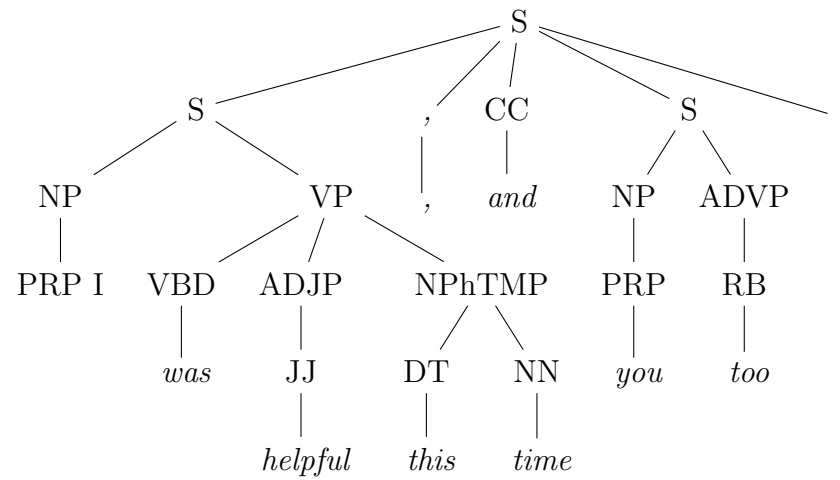 S
S , CC S
NP VP , and NP ADVP
PRP I VBD ADJP NPhTMP PRP RB
was JJ DT NN you too
helpful this time